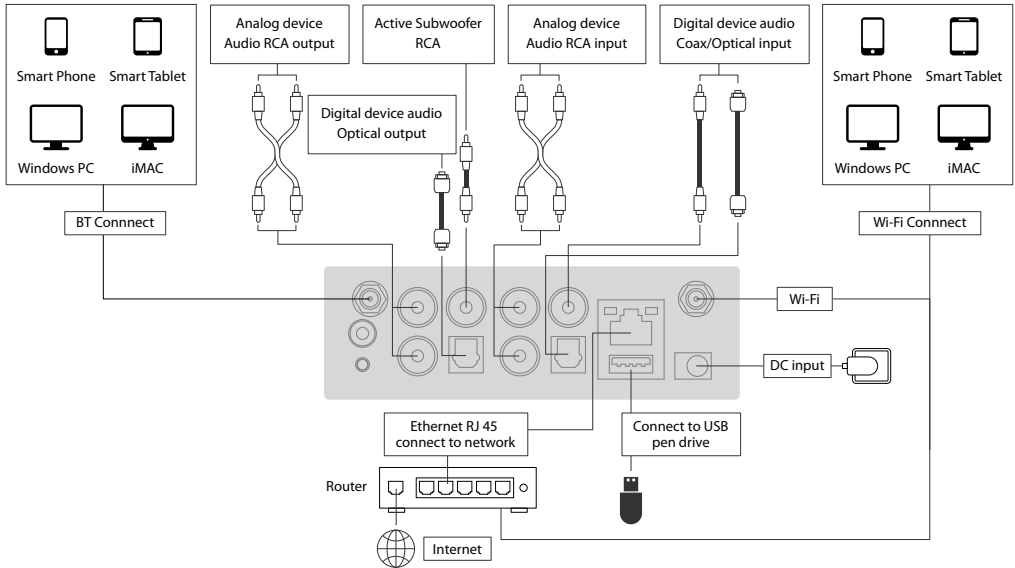 Smart Phone
Smart Tablet
Windows PC
iMAC
BT Connnect
Analog device
Audio RCA output
Digital device audio
Optical output
Active Subwoofer
RCA
Analog device
Audio RCA input
Digital device audio
Coax/Optical input
Smart Phone
Smart Tablet
Windows PC
iMAC
Wi-Fi Connnect
Wi-Fi
DC input
Ethernet RJ 45
connect to network
Connect to USB
pen drive
Router
Internet